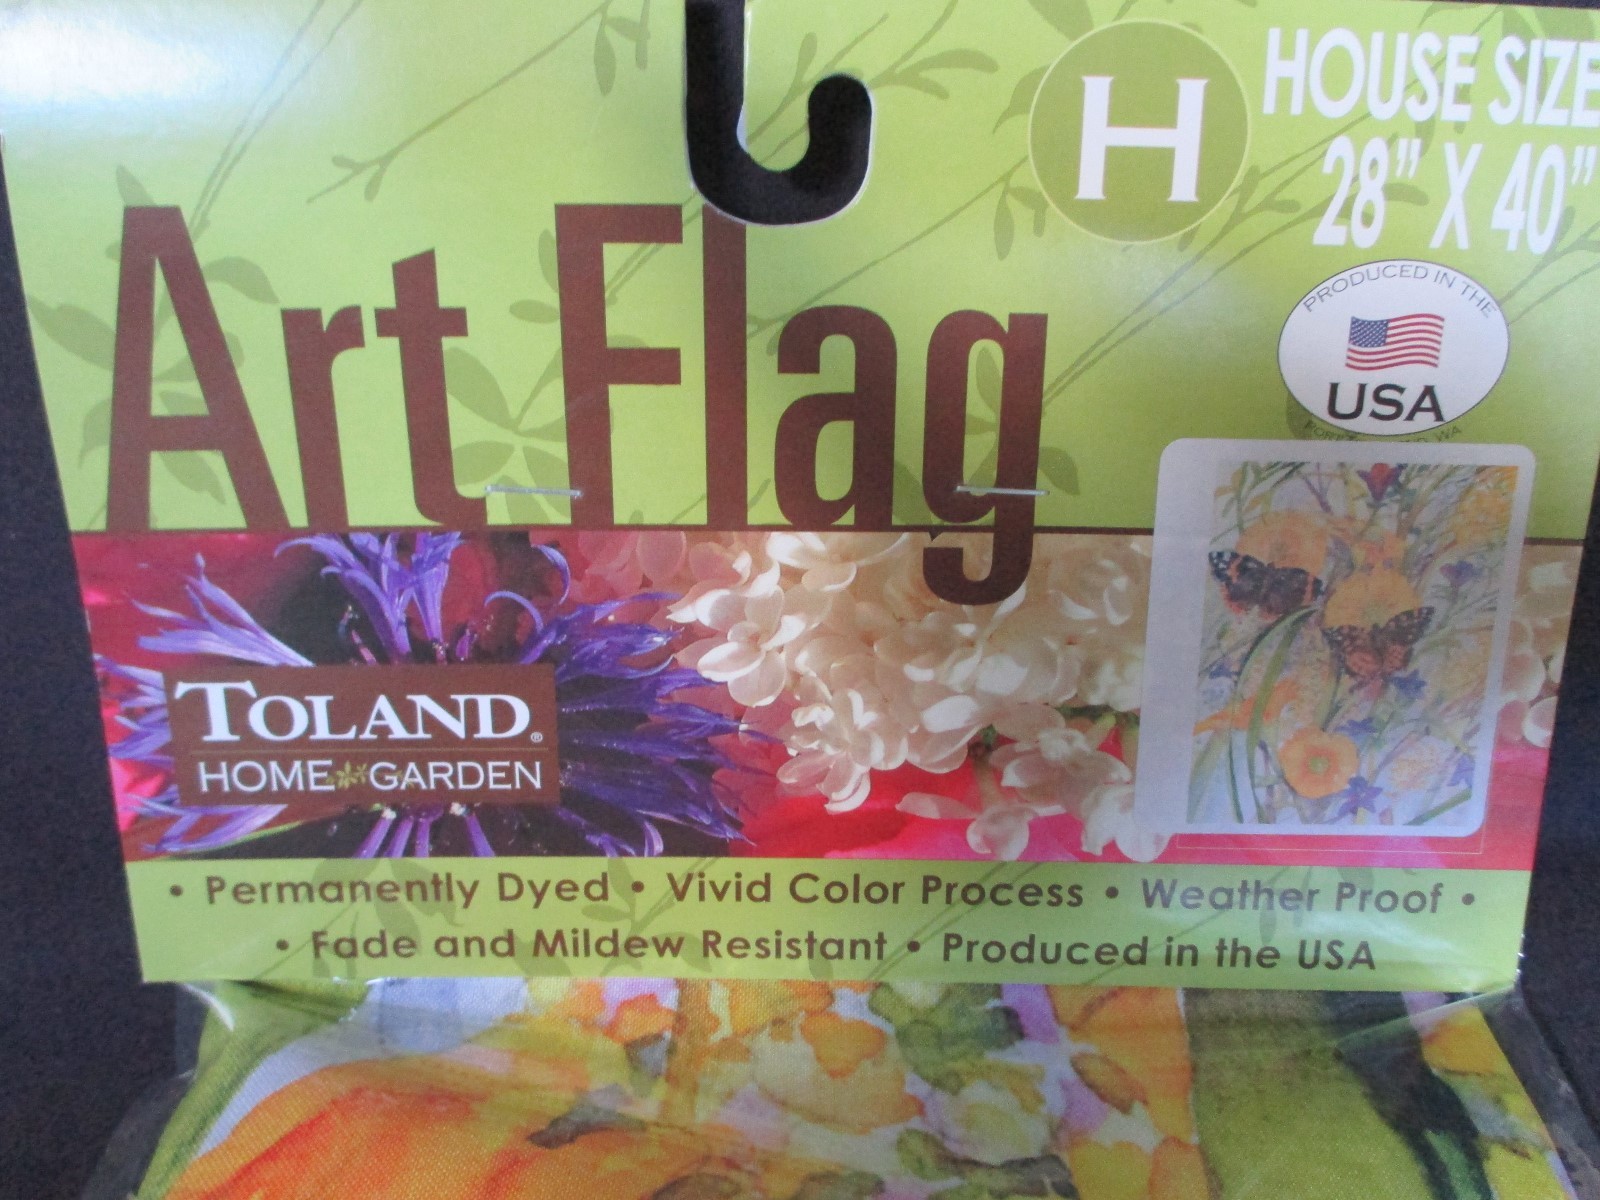 H
HOUSE SIZE
28" X 40"
PRODUCED IN THE
USA
Art Flag
TOLAND®
HOME GARDEN
• Permanently Dyed • Vivid Color Process • Weather Proof •
• Fade and Mildew Resistant • Produced in the USA